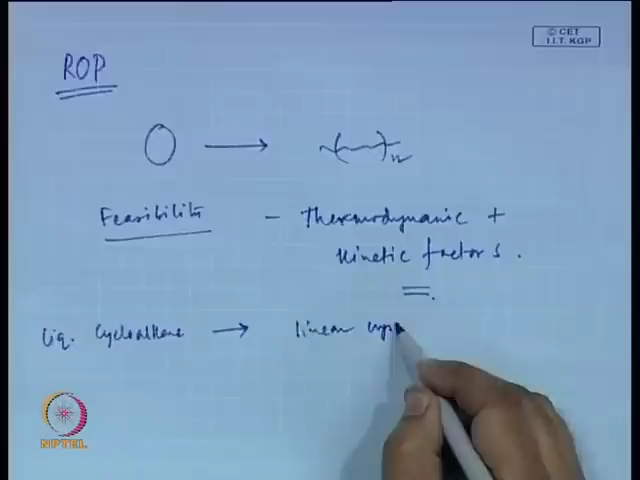 © CET
I.I.T. KGP
ROP
n
Feasibility - Thermodynamic +
Kinetic factors.
Liq. Cycloalkane → linear
NPTEL